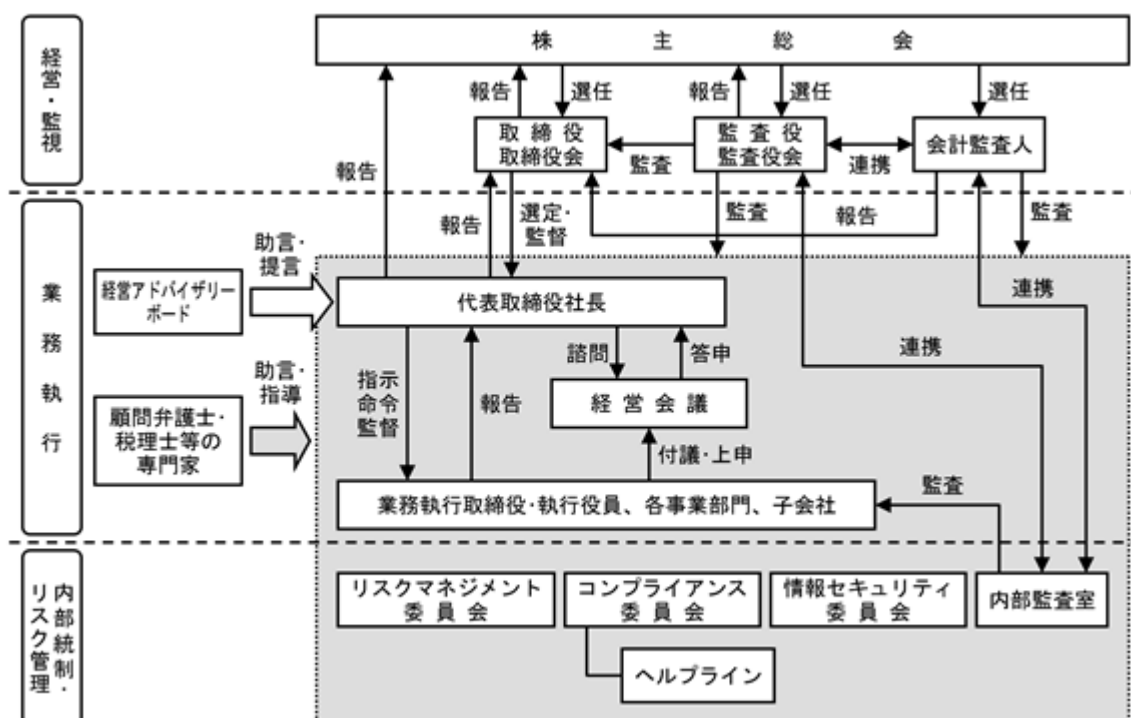 経営・監視
株主総会
報告
選任
報告
選任
選任
取締役
取締役会
監査
監査役
監査役会
連携
会計監査人
報告
報告
選定・
監督
監査
報告
監査
業務執行
助言・
提言
経営アドバイザリー
ボード
代表取締役社長
連携
諮問
答申
連携
指示
命令
監督
報告
経営会議
助言・
指導
顧問弁護士・
税理士等の
専門家
付議・上申
業務執行取締役・執行役員、各事業部門、子会社
監査
内部統制・
リスク管理
リスクマネジメント
委員会
コンプライアンス
委員会
情報セキュリティ
委員会
内部監査室
ヘルプライン